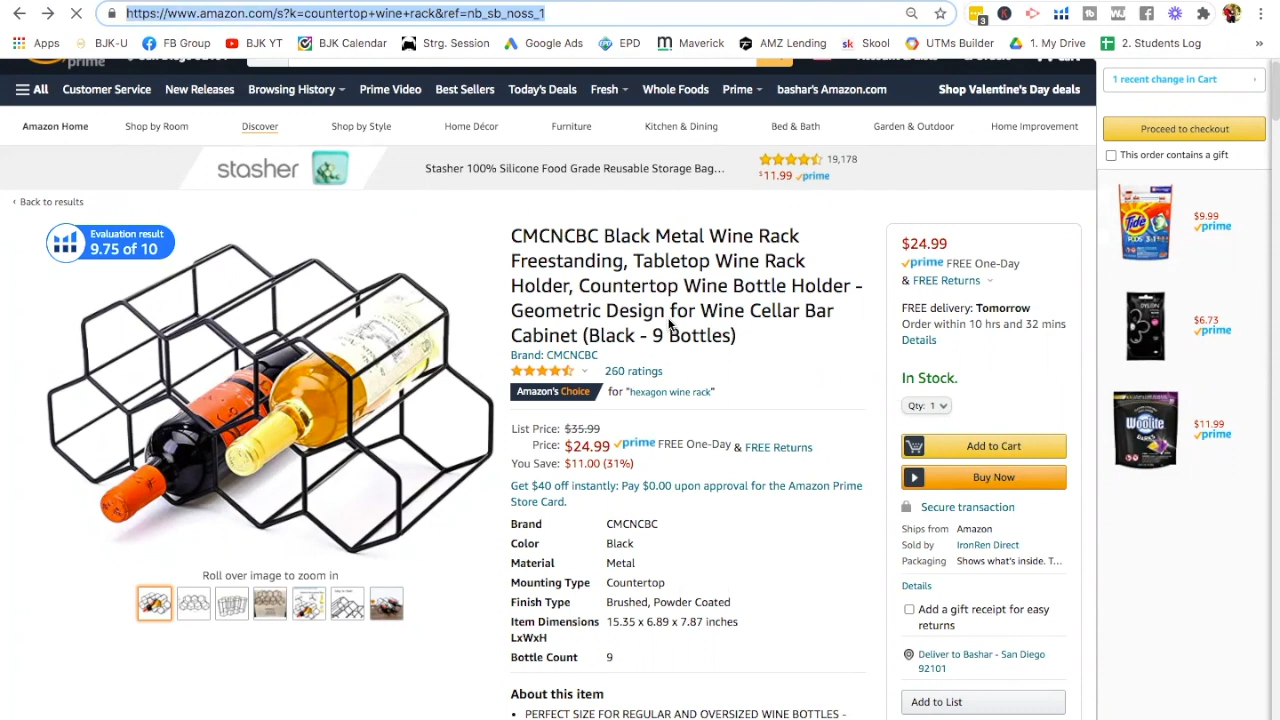 https://www.amazon.com/s?k=countertop+wine+rack&ref=nb_sb_noss_1
3
Apps BJK-U FB Group BJK YT BJK Calendar Strg. Session Google Ads EPD Maverick AMZ Lending Skool UTMs Builder 1. My Drive 2. Students Log »
prime
All Customer Service New Releases Browsing History Prime Video Best Sellers Today's Deals Fresh Whole Foods Prime bashar's Amazon.com Shop Valentine's Day deals
Amazon Home Shop by Room Discover Shop by Style Home Décor Furniture Kitchen & Dining Bed & Bath Garden & Outdoor Home Improvement
stasher Stasher 100% Silicone Food Grade Reusable Storage Bag... 19,178
$11.99 prime
‹ Back to results
Evaluation result
9.75 of 10
Roll over image to zoom in
CMCNCBC Black Metal Wine Rack
Freestanding, Tabletop Wine Rack
Holder, Countertop Wine Bottle Holder -
Geometric Design for Wine Cellar Bar
Cabinet (Black - 9 Bottles)
Brand: CMCNCBC
260 ratings
Amazon's Choice for "hexagon wine rack"
List Price: $35.99
Price: $24.99 prime FREE One-Day & FREE Returns
You Save: $11.00 (31%)
Get $40 off instantly: Pay $0.00 upon approval for the Amazon Prime
Store Card.
Brand CMCNCBC
Color Black
Material Metal
Mounting Type Countertop
Finish Type Brushed, Powder Coated
Item Dimensions 15.35 x 6.89 x 7.87 inches
LxWxH
Bottle Count 9
About this item
• PERFECT SIZE FOR REGULAR AND OVERSIZED WINE BOTTLES -
$24.99
prime FREE One-Day
& FREE Returns
FREE delivery: Tomorrow
Order within 10 hrs and 32 mins
Details
In Stock.
Qty: 1
Add to Cart
Buy Now
Secure transaction
Ships from Amazon
Sold by IronRen Direct
Packaging Shows what's inside. T...
Details
Add a gift receipt for easy
returns
Deliver to Bashar - San Diego
92101
Add to List
1 recent change in Cart
Proceed to checkout
This order contains a gift
Tide
PODS
$9.99
prime
DYLON
$6.73
prime
Woolite
$11.99
prime